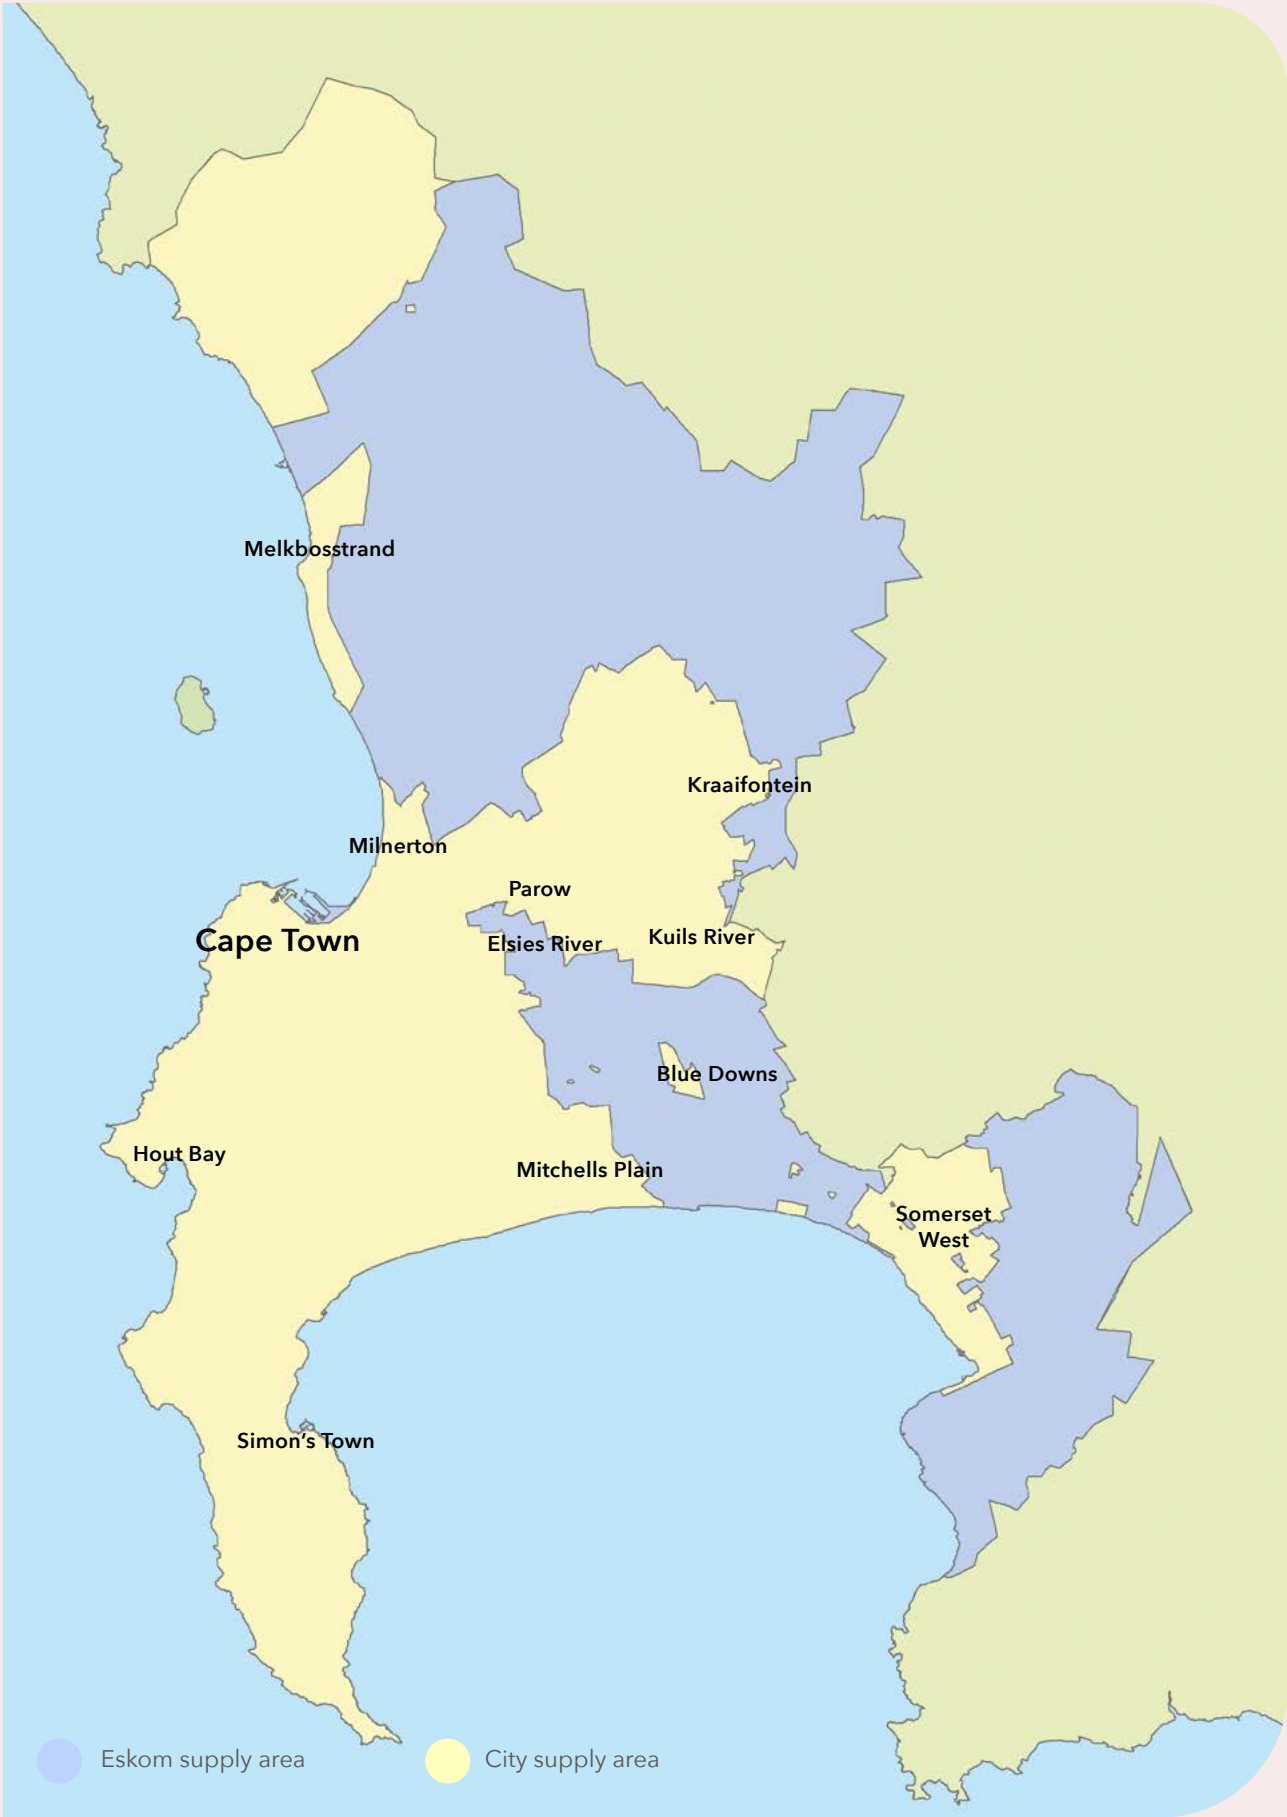 Melkbosstrand
Kraaifontein
Milnerton
Parow
Cape Town
Elsies River
Kuils River
Blue Downs
Hout Bay
Mitchells Plain
Somerset
West
Simon’s Town
Eskom supply area
City supply area